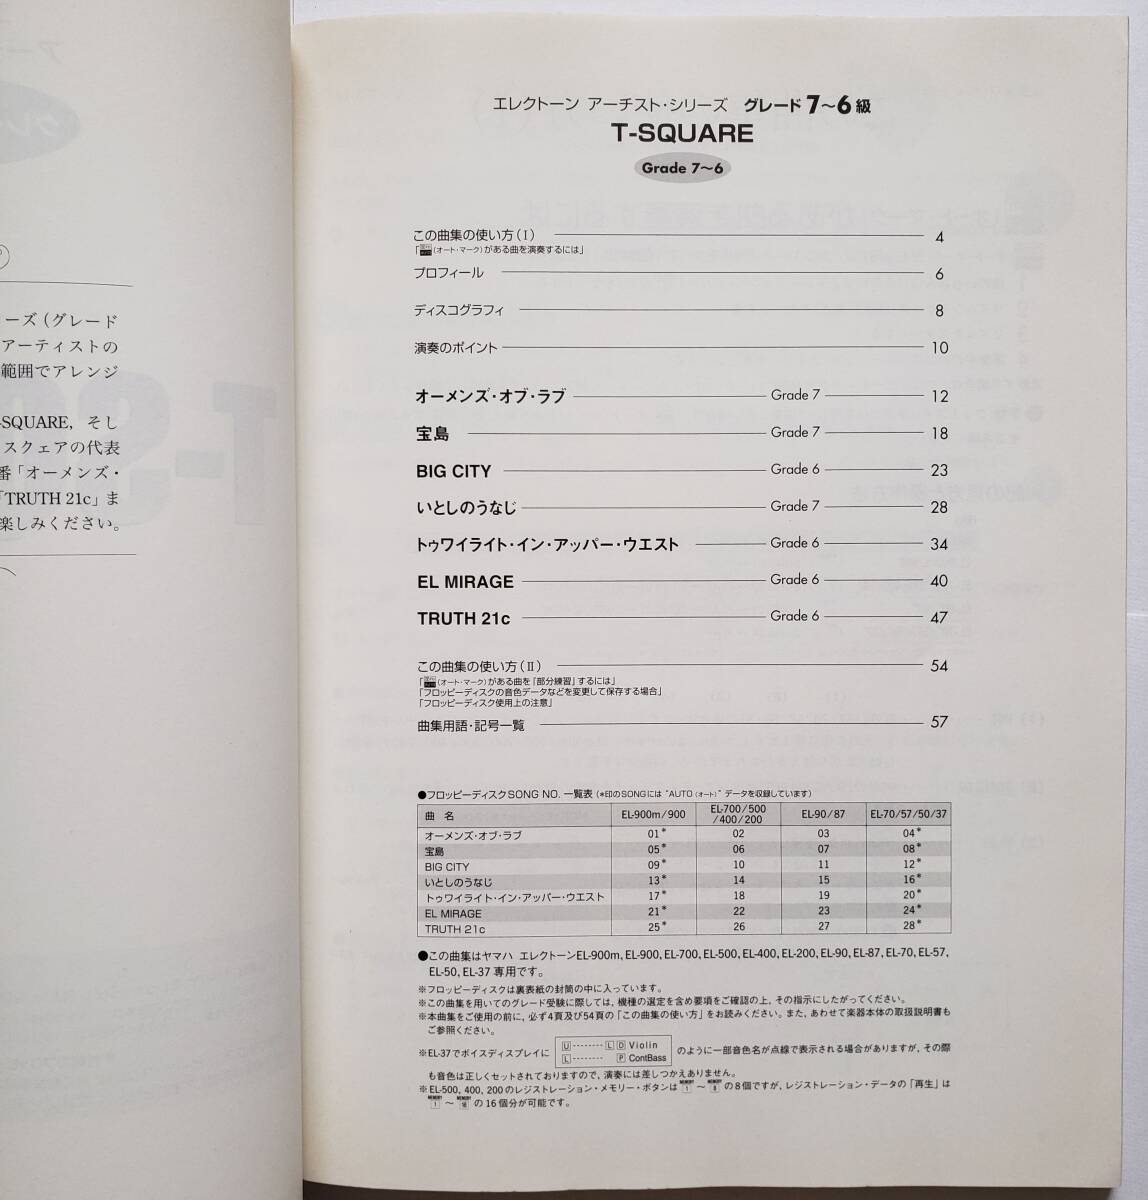 ーズ（グレード
アーティストの
範囲でアレンジ
-SQUARE，そし
スクェアの代表
番「オーメンズ・
「TRUTH 21c」ま
楽しみください。
エレクトーン アーチスト・シリーズ グレード 7〜6 級
T-SQUARE
Grade 7〜6
この曲集の使い方（Ⅰ） 4
「(オート・マーク)がある曲を演奏するには」
プロフィール 6
ディスコグラフィ 8
演奏のポイント 10
オーメンズ・オブ・ラブ Grade 7 12
宝島 Grade 7 18
BIG CITY Grade 6 23
いとしのうなじ Grade 7 28
トゥワイライト・イン・アッパー・ウエスト Grade 6 34
EL MIRAGE Grade 6 40
TRUTH 21c Grade 6 47
この曲集の使い方（Ⅱ） 54
「(オート・マーク)がある曲を「部分練習」するには」
「フロッピーディスクの音色データなどを変更して保存する場合」
「フロッピーディスク使用上の注意」
曲集用語・記号一覧 57
●フロッピーディスクSONG NO. 一覧表（*印のSONGには “AUTO（オート）” データを収録しています）
曲 名 EL-900m/900 EL-700/500/400/200 EL-90/87 EL-70/57/50/37
オーメンズ・オブ・ラブ 01* 02 03 04*
宝島 05* 06 07 08*
BIG CITY 09* 10 11 12*
いとしのうなじ 13* 14 15 16*
トゥワイライト・イン・アッパー・ウエスト 17* 18 19 20*
EL MIRAGE 21* 22 23 24*
TRUTH 21c 25* 26 27 28*
●この曲集はヤマハ エレクトーンEL-900m, EL-900, EL-700, EL-500, EL-400, EL-200, EL-90, EL-87, EL-70, EL-57,
EL-50, EL-37 専用です。
※フロッピーディスクは裏表紙の封筒の中に入っています。
※この曲集を用いてのグレード受験に際しては，機種の選定を含め要項をご確認の上，その指示にしたがってください。
※本曲集をご使用の前に，必ず4頁及び54頁の「この曲集の使い方」をお読みください。また，あわせて楽器本体の取扱説明書も
ご参照ください。
※EL-37でボイスディスプレイに U -------- L D Violin L -------- P ContBass のように一部音色名が点線で表示される場合がありますが，その際
も音色は正しくセットされておりますので，演奏には差しつかえありません。
※EL-500, 400, 200のレジストレーション・メモリー・ボタンは MEMORY 1 〜 MEMORY 8 の8個ですが，レジストレーション・データの「再生」は
MEMORY 1 〜 MEMORY 16 の16個分が可能です。